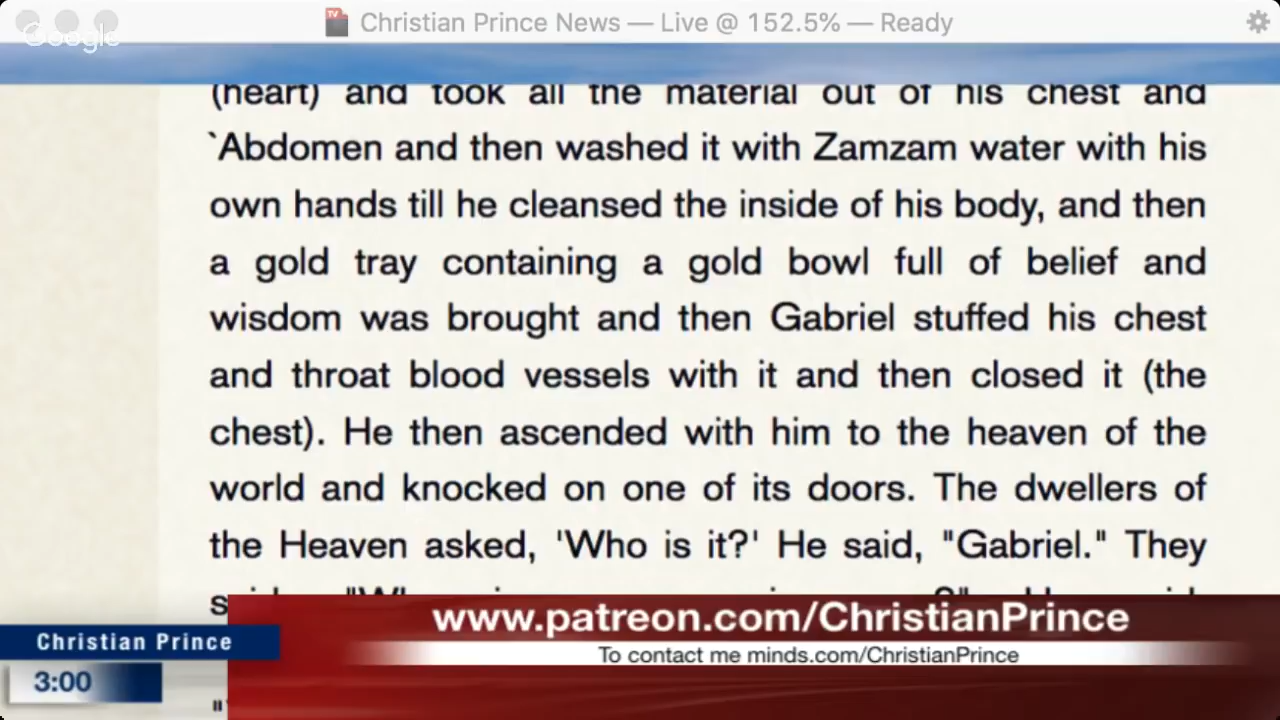 Christian Prince News — Live @ 152.5% — Ready
Google
(heart) and took all the material out of his chest and
`Abdomen and then washed it with Zamzam water with his
own hands till he cleansed the inside of his body, and then
a gold tray containing a gold bowl full of belief and
wisdom was brought and then Gabriel stuffed his chest
and throat blood vessels with it and then closed it (the
chest). He then ascended with him to the heaven of the
world and knocked on one of its doors. The dwellers of
the Heaven asked, 'Who is it?' He said, "Gabriel." They
www.patreon.com/ChristianPrince
To contact me minds.com/ChristianPrince
Christian Prince
3:00